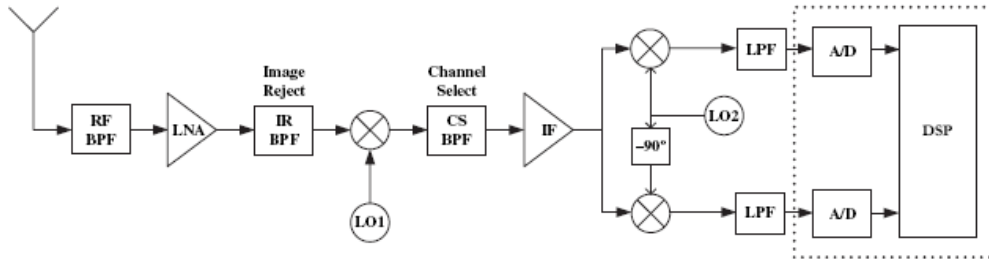 RF
BPF
LNA
Image
Reject
IR
BPF
LO1
Channel
Select
CS
BPF
IF
LO2
–90°
LPF
A/D
LPF
A/D
DSP